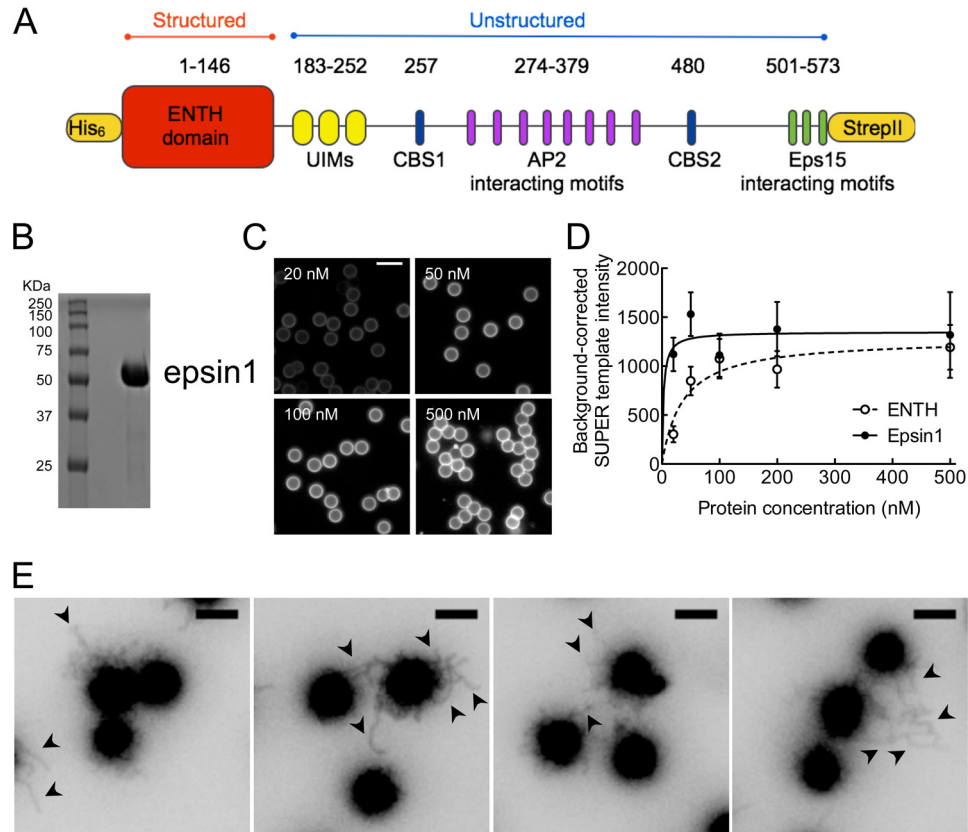 A
Structured
Unstructured
1-146
183-252
257
274-379
480
501-573
His6
ENTH
domain
StrepII
UIMs
CBS1
AP2
interacting motifs
CBS2
Eps15
interacting motifs
B
KDa
250
150
100
75
50
37
25
epsin1
C
20 nM
50 nM
100 nM
500 nM
D
Background-corrected
SUPER template intensity
2000
1500
1000
500
0
0
100
200
300
400
500
ENTH
Epsin1
Protein concentration (nM)
E